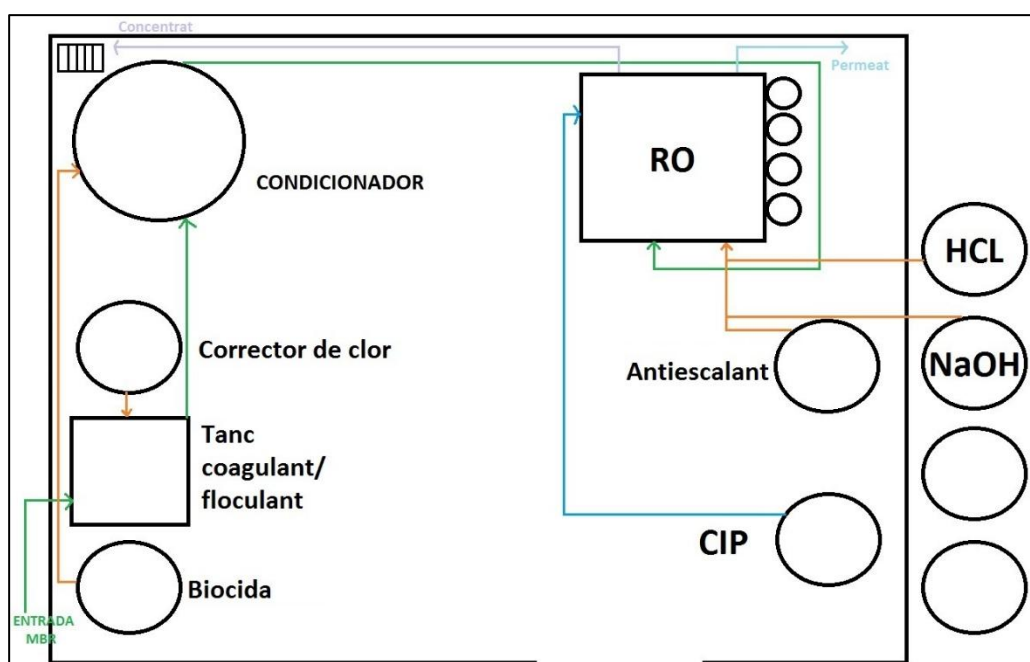 Concentrat
Permeat
RO
CONDICIONADOR
HCL
Corrector de clor
Antiescalant
NaOH
Tanc
coagulant/
floculant
CIP
Biocida
ENTRADA
MBR